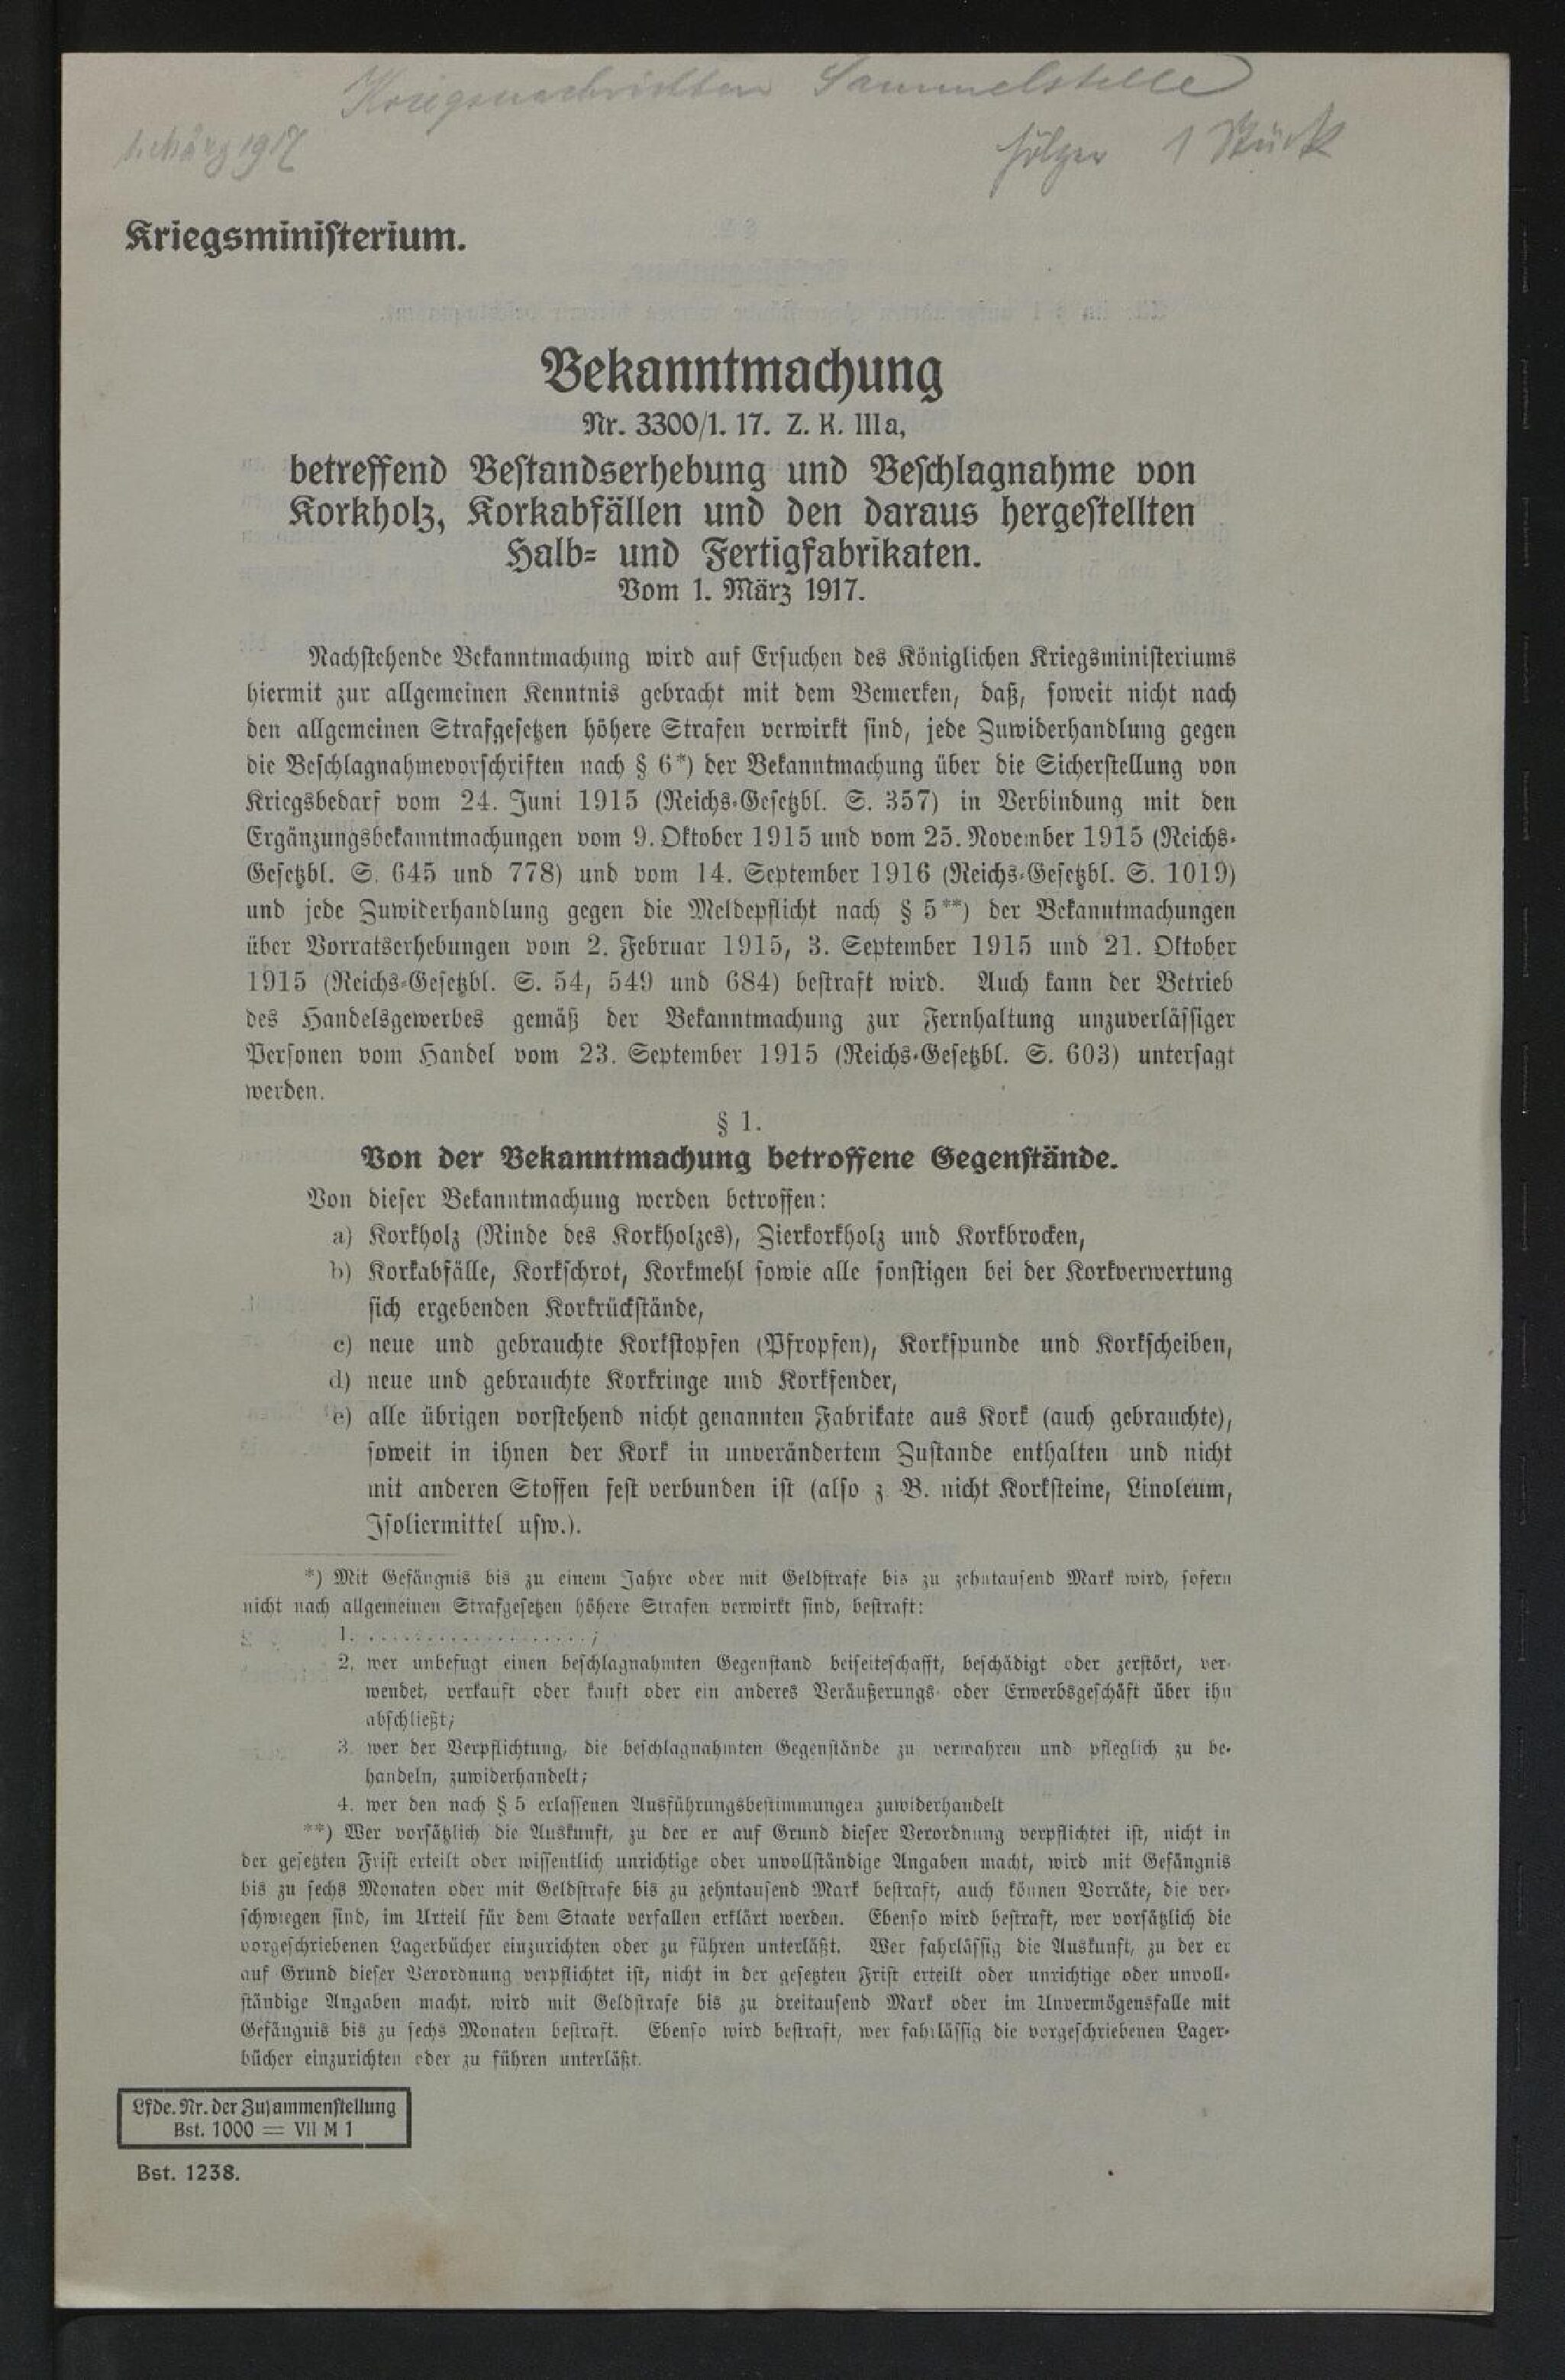 Kriegsnachrichten Sammelstelle
1. März 1917
1 Stück
Kriegsministerium.
Bekanntmachung
Nr. 3300/1. 17. Z. K. IIIa,
betreffend Bestandserhebung und Beschlagnahme von
Korkholz, Korkabfällen und den daraus hergestellten
Halb- und Fertigfabrikaten.
Vom 1. März 1917.
Nachstehende Bekanntmachung wird auf Ersuchen des Königlichen Kriegsministeriums
hiermit zur allgemeinen Kenntnis gebracht mit dem Bemerken, daß, soweit nicht nach
den allgemeinen Strafgesetzen höhere Strafen verwirkt sind, jede Zuwiderhandlung gegen
die Beschlagnahmevorschriften nach § 6*) der Bekanntmachung über die Sicherstellung von
Kriegsbedarf vom 24. Juni 1915 (Reichs-Gesetzbl. S. 357) in Verbindung mit den
Ergänzungsbekanntmachungen vom 9. Oktober 1915 und vom 25. November 1915 (Reichs-
Gesetzbl. S. 645 und 778) und vom 14. September 1916 (Reichs-Gesetzbl. S. 1019)
und jede Zuwiderhandlung gegen die Meldepflicht nach § 5**) der Bekanntmachungen
über Vorratserhebungen vom 2. Februar 1915, 3. September 1915 und 21. Oktober
1915 (Reichs-Gesetzbl. S. 54, 549 und 684) bestraft wird. Auch kann der Betrieb
des Handelsgewerbes gemäß der Bekanntmachung zur Fernhaltung unzuverlässiger
Personen vom Handel vom 23. September 1915 (Reichs-Gesetzbl. S. 603) untersagt
werden.
§ 1.
Von der Bekanntmachung betroffene Gegenstände.
Von dieser Bekanntmachung werden betroffen:
a) Korkholz (Rinde des Korkholzes), Zierkorkholz und Korkbrocken,
b) Korkabfälle, Korkschrot, Korkmehl sowie alle sonstigen bei der Korkverwertung
sich ergebenden Korkrückstände,
c) neue und gebrauchte Korkstopfen (Pfropfen), Korkspunde und Korkscheiben,
d) neue und gebrauchte Korkringe und Korkfender,
e) alle übrigen vorstehend nicht genannten Fabrikate aus Kork (auch gebrauchte),
soweit in ihnen der Kork in unverändertem Zustande enthalten und nicht
mit anderen Stoffen fest verbunden ist (also z. B. nicht Korksteine, Linoleum,
Isoliermittel usw.).
*) Mit Gefängnis bis zu einem Jahre oder mit Geldstrafe bis zu zehntausend Mark wird, sofern
nicht nach allgemeinen Strafgesetzen höhere Strafen verwirkt sind, bestraft:
1. . . . . . . . . . . . . . . . . . . . ;
2. wer unbefugt einen beschlagnahmten Gegenstand beiseiteschafft, beschädigt oder zerstört, ver-
wendet, verkauft oder kauft oder ein anderes Veräußerungs- oder Erwerbsgeschäft über ihn
abschließt;
3. wer der Verpflichtung, die beschlagnahmten Gegenstände zu verwahren und pfleglich zu be-
handeln, zuwiderhandelt;
4. wer den nach § 5 erlassenen Ausführungsbestimmungen zuwiderhandelt
**) Wer vorsätzlich die Auskunft, zu der er auf Grund dieser Verordnung verpflichtet ist, nicht in
der gesetzten Frist erteilt oder wissentlich unrichtige oder unvollständige Angaben macht, wird mit Gefängnis
bis zu sechs Monaten oder mit Geldstrafe bis zu zehntausend Mark bestraft, auch können Vorräte, die ver-
schwiegen sind, im Urteil für dem Staate verfallen erklärt werden. Ebenso wird bestraft, wer vorsätzlich die
vorgeschriebenen Lagerbücher einzurichten oder zu führen unterläßt. Wer fahrlässig die Auskunft, zu der er
auf Grund dieser Verordnung verpflichtet ist, nicht in der gesetzten Frist erteilt oder unrichtige oder unvoll-
ständige Angaben macht, wird mit Geldstrafe bis zu dreitausend Mark oder im Unvermögensfalle mit
Gefängnis bis zu sechs Monaten bestraft. Ebenso wird bestraft, wer fahrlässig die vorgeschriebenen Lager-
bücher einzurichten oder zu führen unterläßt.
Lfde. Nr. der Zusammenstellung
Bst. 1000 = VII M 1
Bst. 1238.